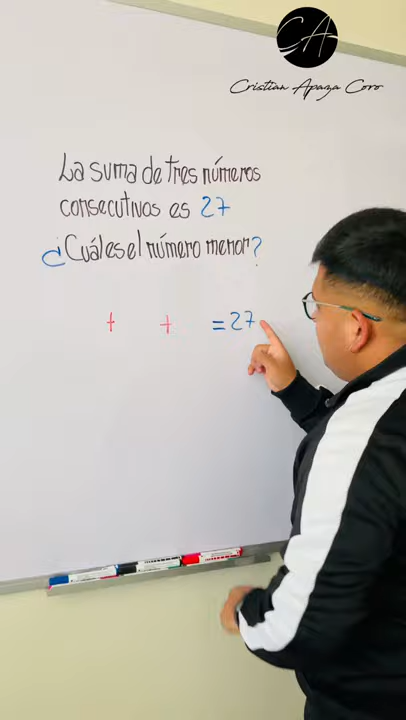 CA
Cristian Apaza Coro
La suma de tres números
consecutivos es 27
¿Cuál es el número menor?
+ + = 27